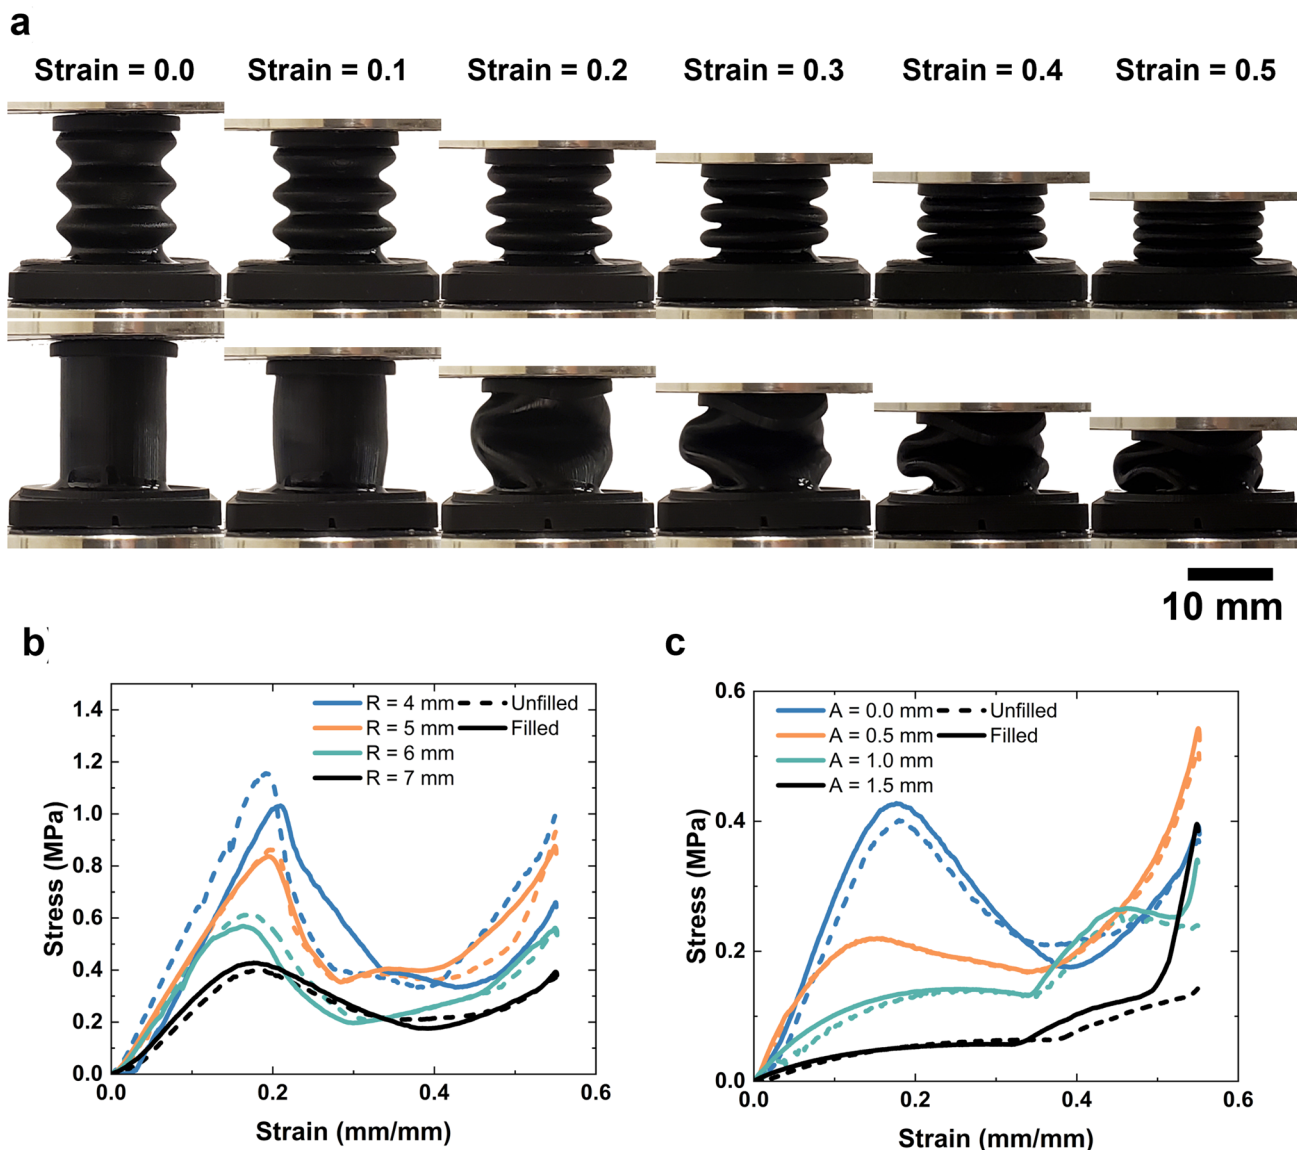 a
Strain = 0.0 Strain = 0.1 Strain = 0.2 Strain = 0.3 Strain = 0.4 Strain = 0.5
10 mm
b)
R = 4 mm Unfilled
R = 5 mm Filled
R = 6 mm
R = 7 mm
1.4
1.2
1.0
0.8
0.6
0.4
0.2
0.0
Stress (MPa)
0.0 0.2 0.4 0.6
Strain (mm/mm)
c
A = 0.0 mm Unfilled
A = 0.5 mm Filled
A = 1.0 mm
A = 1.5 mm
0.6
0.4
0.2
0.0
Stress (MPa)
0.0 0.2 0.4 0.6
Strain (mm/mm)